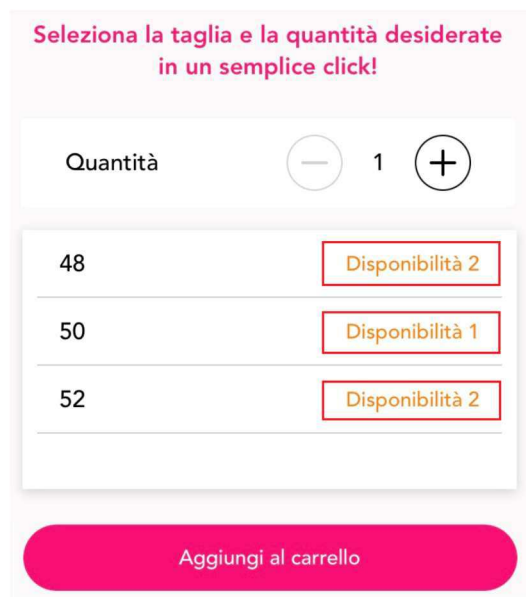 Seleziona la taglia e la quantità desiderate
in un semplice click!
Quantità 1
48 Disponibilità 2
50 Disponibilità 1
52 Disponibilità 2
Aggiungi al carrello